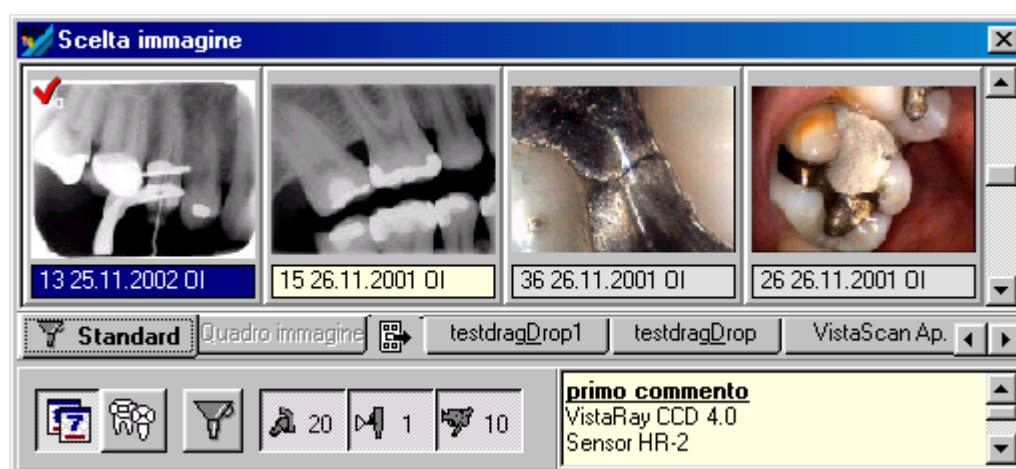 Scelta immagine
13 25.11.2002 OI
15 26.11.2001 OI
36 26.11.2001 OI
26 26.11.2001 OI
Standard
Quadro immagine
testdragDrop1
testdragDrop
VistaScan Ap.
7
20
1
10
primo commento
VistaRay CCD 4.0
Sensor HR-2